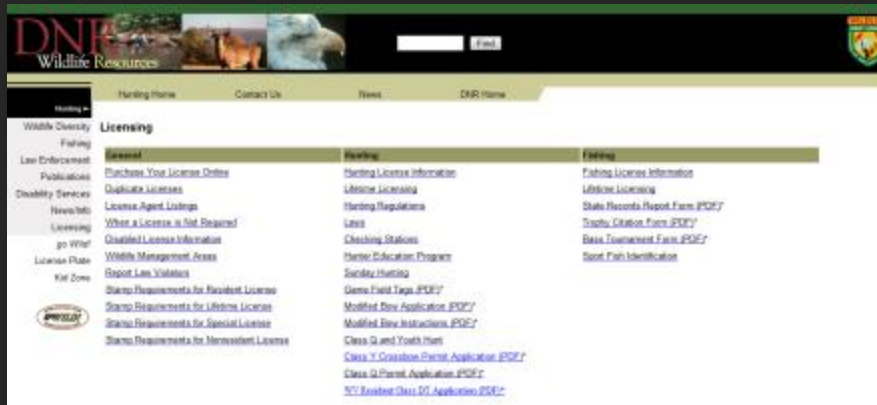 DNR
Wildlife Resources
Find
Hunting Home Contact Us News DNR Home
Hunting
Wildlife Diversity
Fishing
Law Enforcement
Publications
Disability Services
News/Info
Licensing
go Wild!
License Plate
Kid Zone
Licensing
General
Purchase Your License Online
Duplicate Licenses
License Agent Listings
When a License is Not Required
Disabled License Information
Wildlife Management Areas
Report Law Violators
Stamp Requirements for Resident License
Stamp Requirements for Lifetime License
Stamp Requirements for Special License
Stamp Requirements for Nonresident License
Hunting
Hunting License Information
Lifetime Licensing
Hunting Regulations
Laws
Checking Stations
Hunter Education Program
Sunday Hunting
Game Field Tags (PDF)*
Modified Bow Application (PDF)*
Modified Bow Instructions (PDF)*
Class Q and Youth Hunt
Class Y Crossbow Permit Application (PDF)*
Class Q Permit Application (PDF)*
WV Resident Class DT Application (PDF)*
Fishing
Fishing License Information
Lifetime Licensing
State Records Report Form (PDF)*
Trophy Citation Form (PDF)*
Bass Tournament Form (PDF)*
Sport Fish Identification